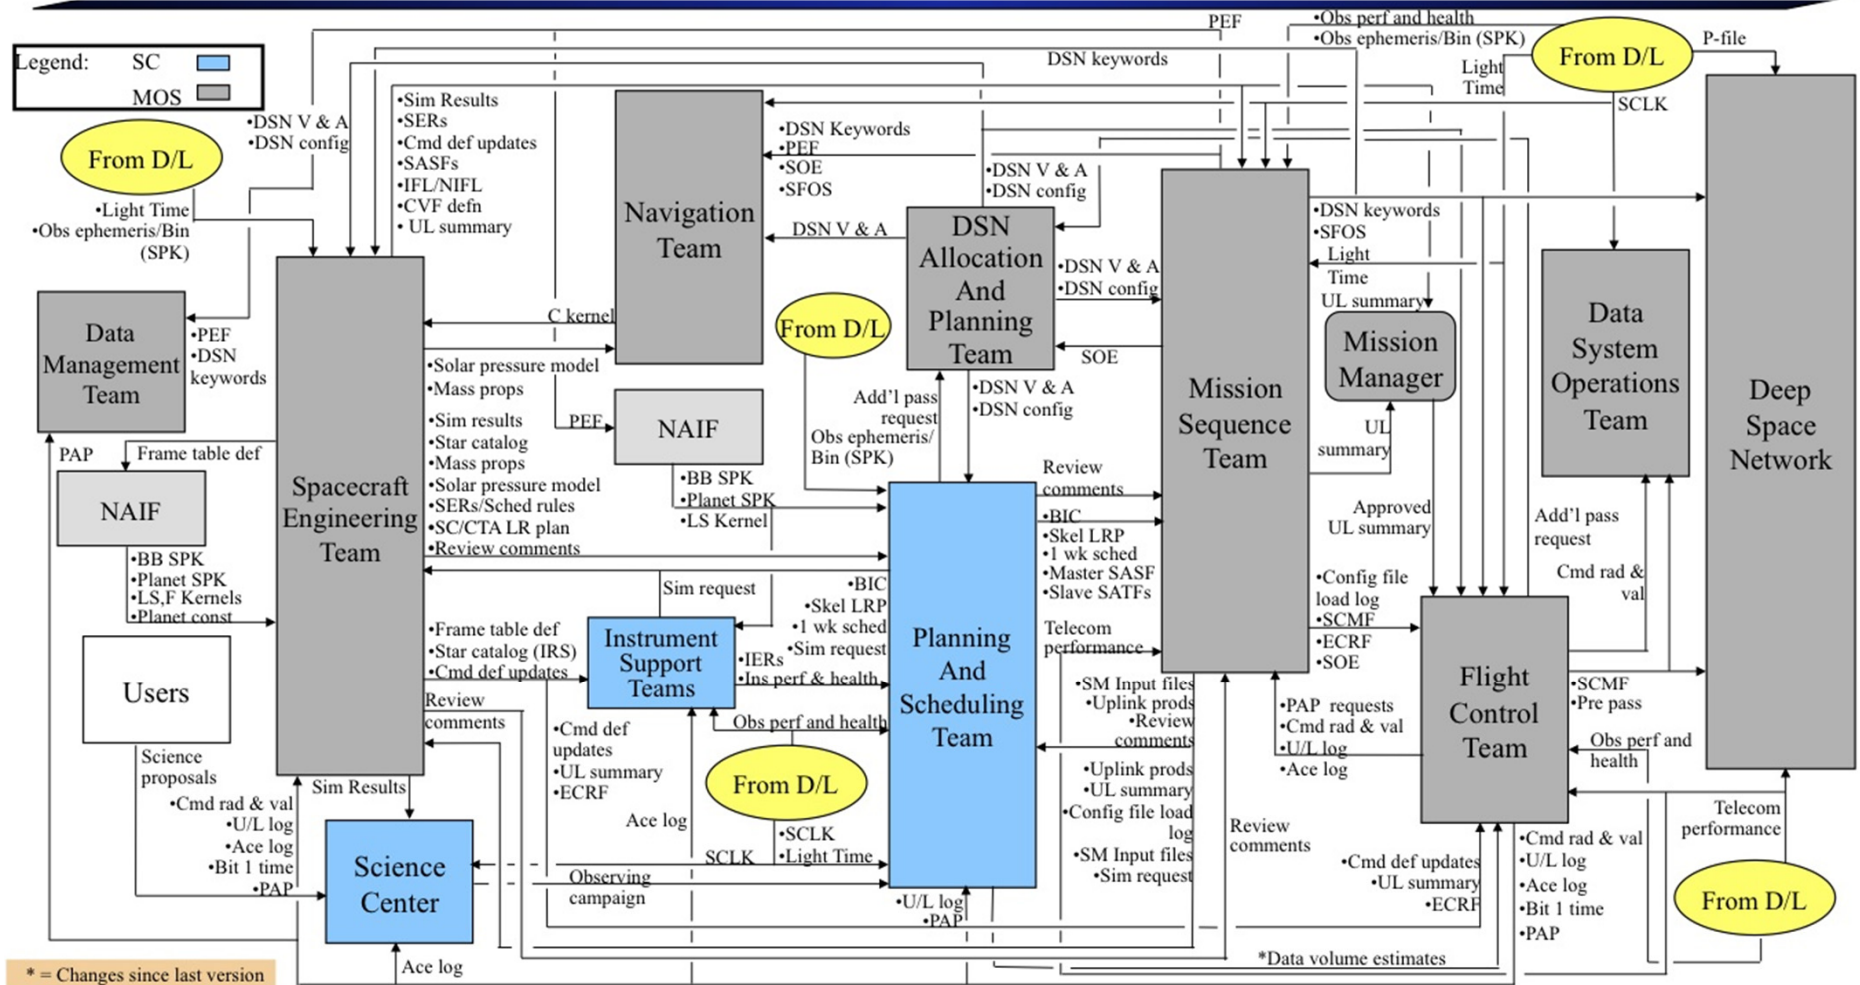 PEF
•Obs perf and health
•Obs ephemeris/Bin (SPK)
From D/L
P-file
Legend:
SC
MOS
DSN keywords
Light
Time
SCLK
•DSN V & A
•DSN config
•Sim Results
•SERs
•Cmd def updates
•SASFs
•IFL/NIFL
•CVF defn
• UL summary
From D/L
•Light Time
•Obs ephemeris/Bin
(SPK)
Navigation
Team
•DSN Keywords
•PEF
•SOE
•SFOS
•DSN V & A
•DSN config
DSN V & A
DSN
Allocation
And
Planning
Team
•DSN V & A
•DSN config
•DSN keywords
•SFOS
Light
Time
UL summary
Data
Management
Team
•PEF
•DSN
keywords
C kernel
From D/L
SOE
Mission
Manager
Data
System
Operations
Team
Deep
Space
Network
•Solar pressure model
•Mass props
•Sim results
•Star catalog
•Mass props
•Solar pressure model
•SERs/Sched rules
•SC/CTA LR plan
•Review comments
PEF
NAIF
Add'l pass
request
Obs ephemeris/
Bin (SPK)
•DSN V & A
•DSN config
Mission
Sequence
Team
UL
summary
PAP
Frame table def
NAIF
Spacecraft
Engineering
Team
•BB SPK
•Planet SPK
•LS Kernel
Review
comments
•BIC
•Skel LRP
•1 wk sched
•Master SASF
•Slave SATFs
Approved
UL summary
Add'l pass
request
Cmd rad &
val
•BB SPK
•Planet SPK
•LS,F Kernels
•Planet const
Sim request
•BIC
•Skel LRP
•1 wk sched
•Sim request
•Config file
load log
•SCMF
•ECRF
•SOE
Users
•Frame table def
•Star catalog (IRS)
•Cmd def updates
Instrument
Support
Teams
•IERs
•Ins perf & health
Planning
And
Scheduling
Team
Telecom
performance
Flight
Control
Team
•SCMF
•Pre pass
Review
comments
•Cmd def
updates
•UL summary
•ECRF
Obs perf and health
•SM Input files
•Uplink prods
•Review
comments
•PAP requests
•Cmd rad & val
•U/L log
•Ace log
Obs perf and
health
Science
proposals
Sim Results
From D/L
•Uplink prods
•UL summary
•Config file load
log
•SM Input files
•Sim request
•Cmd rad & val
•U/L log
•Ace log
•Bit 1 time
•PAP
Science
Center
Ace log
•SCLK
•Light Time
SCLK
Observing
campaign
Review
comments
Telecom
performance
•Cmd def updates
•UL summary
•ECRF
•Cmd rad & val
•U/L log
•Ace log
•Bit 1 time
•PAP
From D/L
•U/L log
•PAP
*Data volume estimates
Ace log
* = Changes since last version